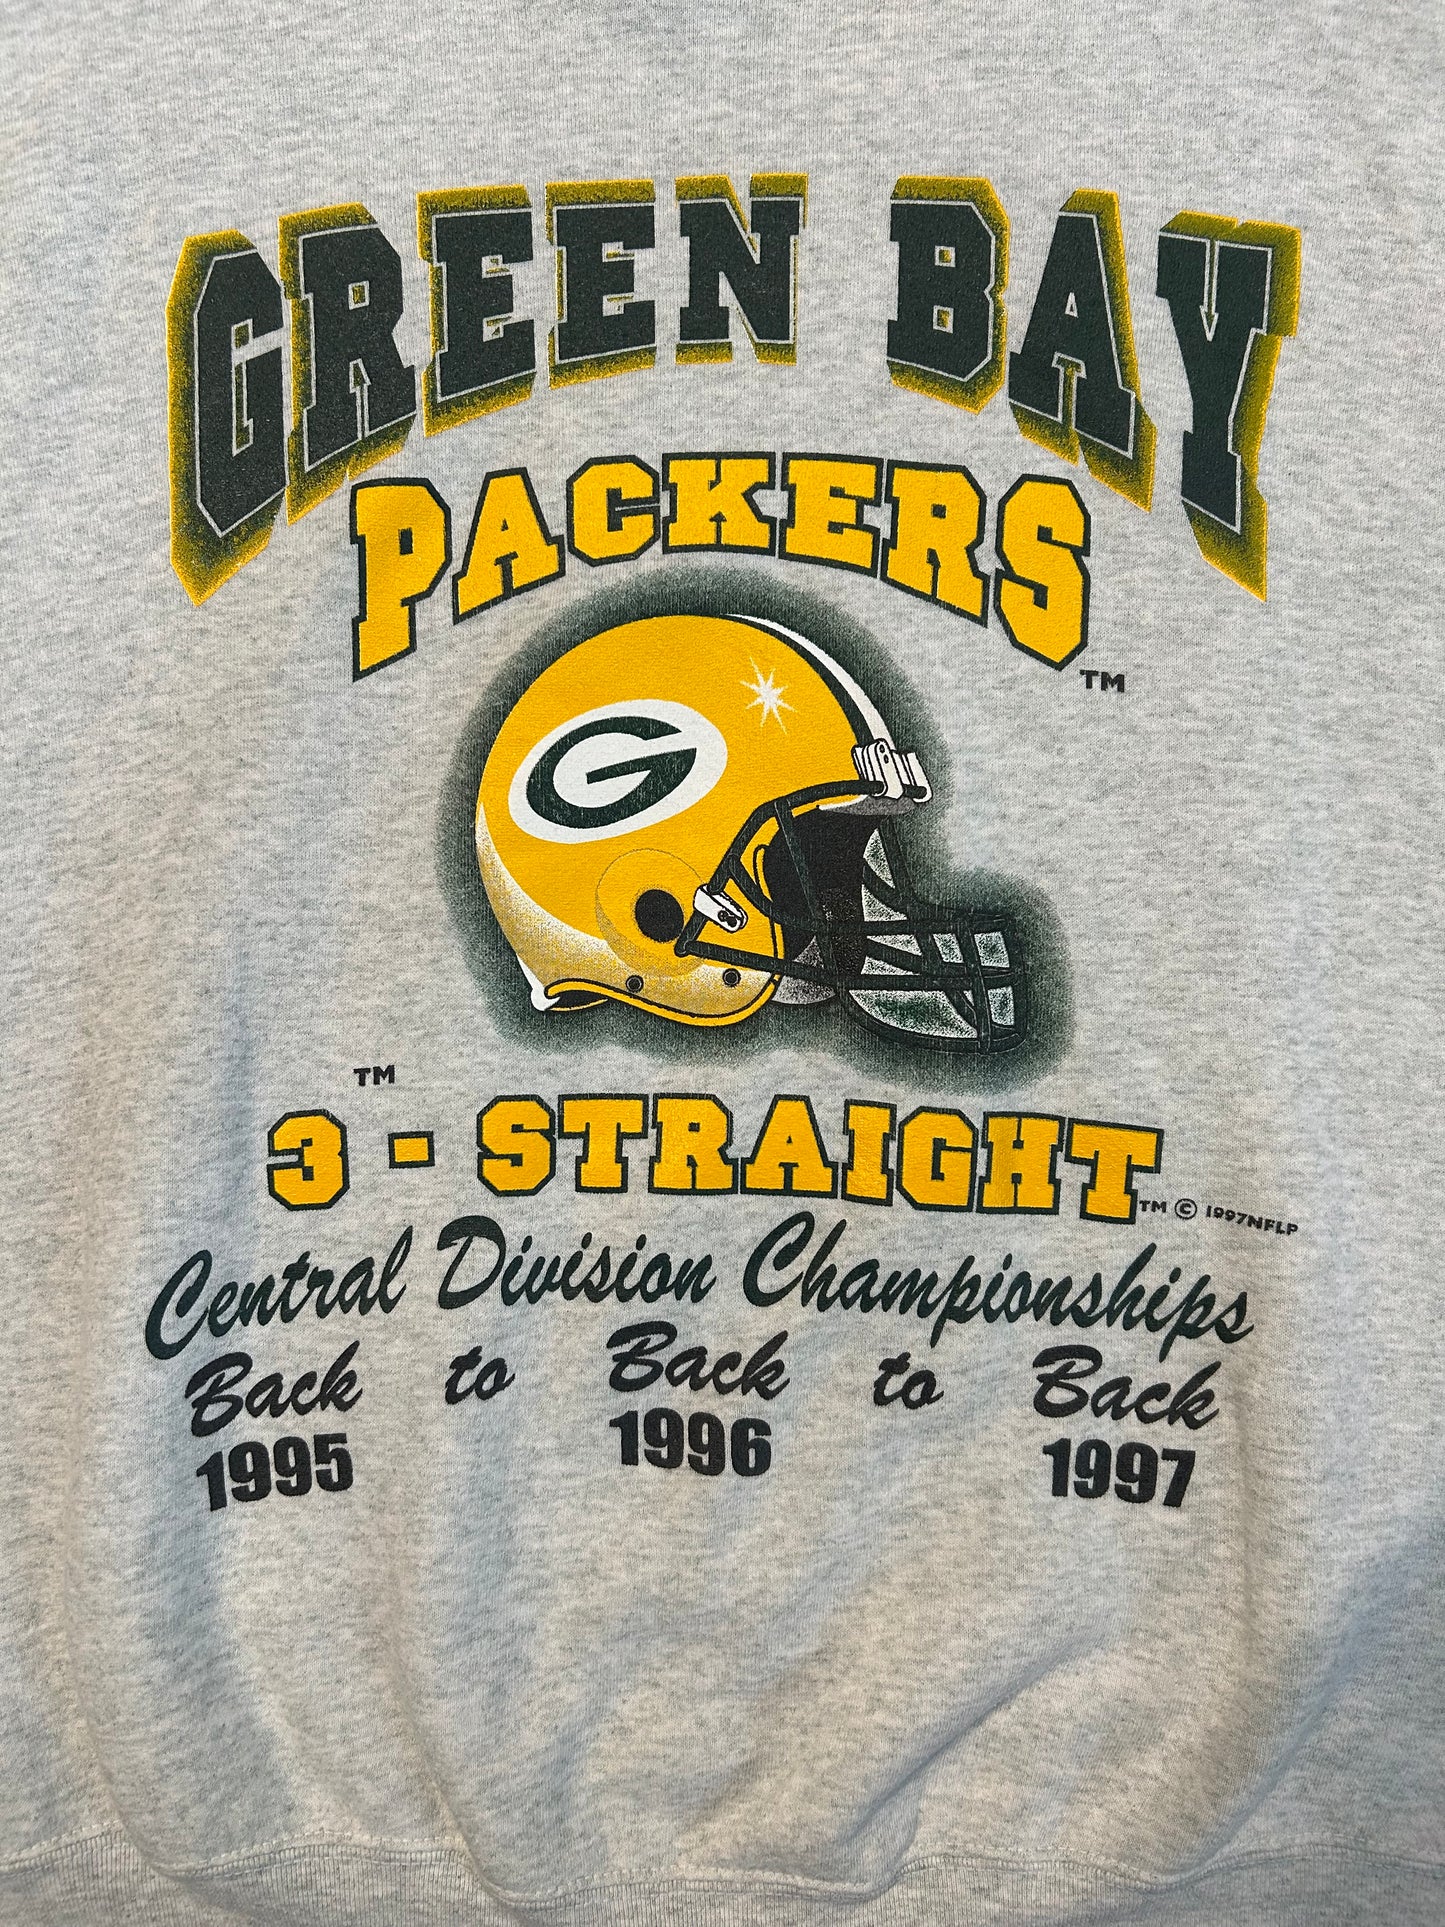 GREEN BAY
PACKERS
TM
G
TM
3 - STRAIGHT
TM © 1997NFLP
Central Division Championships
Back to Back to Back
1995 1996 1997